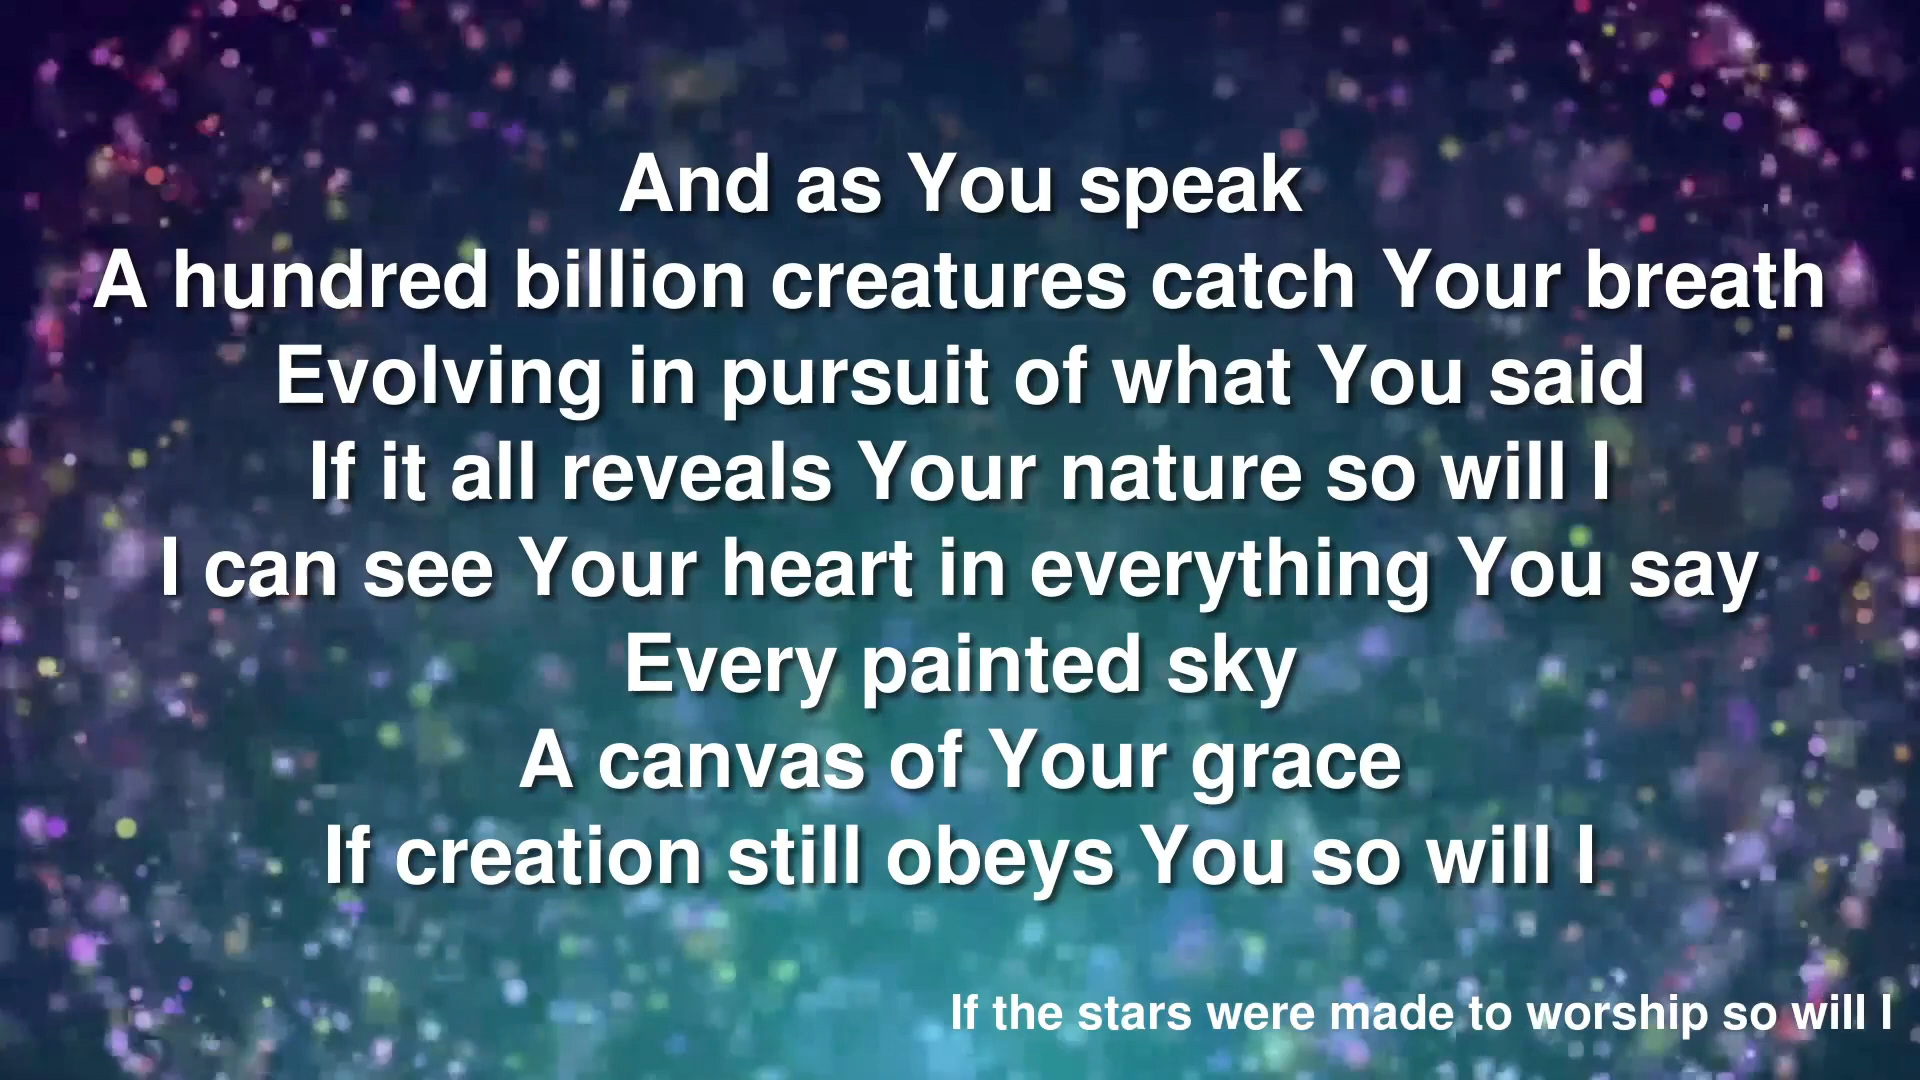 And as You speak
A hundred billion creatures catch Your breath
Evolving in pursuit of what You said
If it all reveals Your nature so will I
I can see Your heart in everything You say
Every painted sky
A canvas of Your grace
If creation still obeys You so will I
If the stars were made to worship so will I